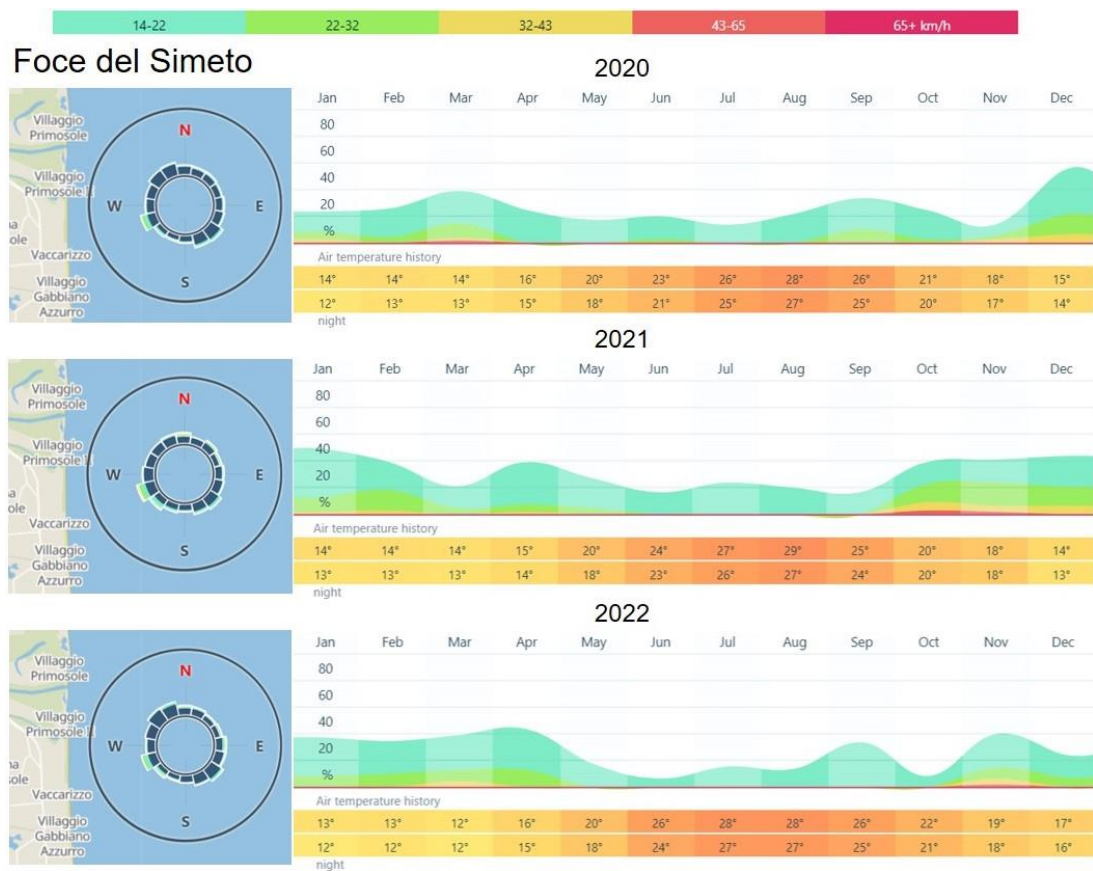 14-22 22-32 32-43 43-65 65+ km/h
Foce del Simeto
2020
Villaggio
Primosole
Villaggio
Primosole
ole
Vaccarizzo
Villaggio
Gabbiano
Azzurro
N
W E
S
Jan Feb Mar Apr May Jun Jul Aug Sep Oct Nov Dec
80
60
40
20
%
Air temperature history
14° 14° 14° 16° 20° 23° 26° 28° 26° 21° 18° 15°
12° 13° 13° 15° 18° 21° 25° 27° 25° 20° 17° 14°
night
2021
Villaggio
Primosole
Villaggio
Primosole
ole
Vaccarizzo
Villaggio
Gabbiano
Azzurro
N
W E
S
Jan Feb Mar Apr May Jun Jul Aug Sep Oct Nov Dec
80
60
40
20
%
Air temperature history
14° 14° 14° 15° 20° 24° 27° 29° 25° 20° 18° 14°
13° 13° 13° 14° 18° 23° 26° 27° 24° 20° 18° 13°
night
2022
Villaggio
Primosole
Villaggio
Primosole
ole
Vaccarizzo
Villaggio
Gabbiano
Azzurro
N
W E
S
Jan Feb Mar Apr May Jun Jul Aug Sep Oct Nov Dec
80
60
40
20
%
Air temperature history
13° 13° 12° 16° 20° 26° 28° 28° 26° 22° 19° 17°
12° 12° 12° 15° 18° 24° 27° 27° 25° 21° 18° 16°
night